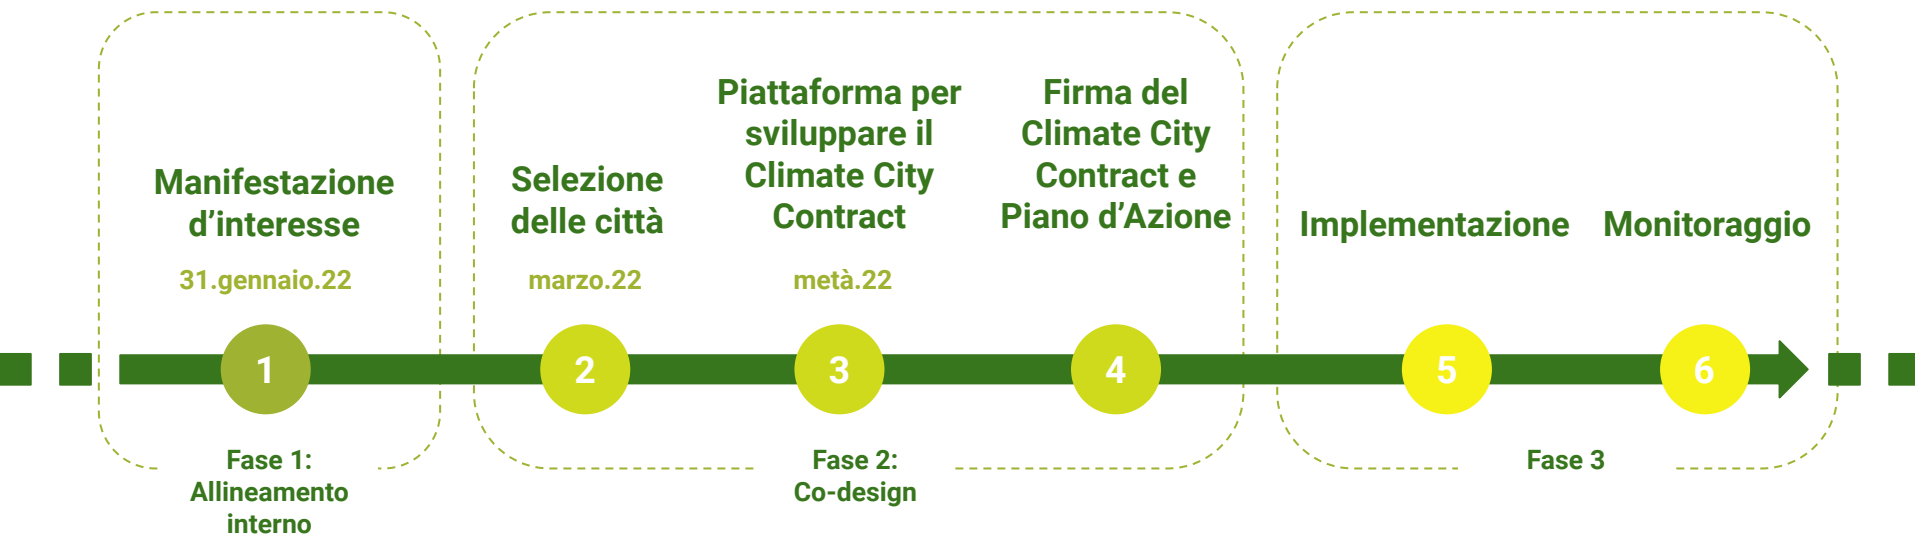 Manifestazione
d’interesse
31.gennaio.22
1
Fase 1:
Allineamento
interno
Selezione
delle città
marzo.22
2
Piattaforma per
sviluppare il
Climate City
Contract
metà.22
3
Firma del
Climate City
Contract e
Piano d’Azione
4
Fase 2:
Co-design
Implementazione
5
Monitoraggio
6
Fase 3